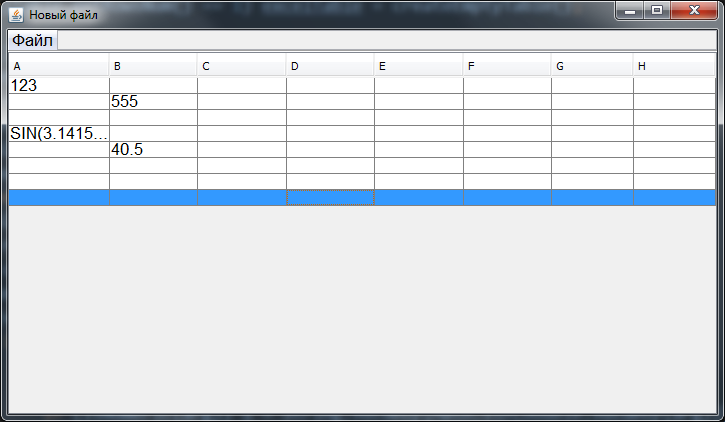 Новый файл
Файл
A B C D E F G H
123
555
SIN(3.1415...
40.5